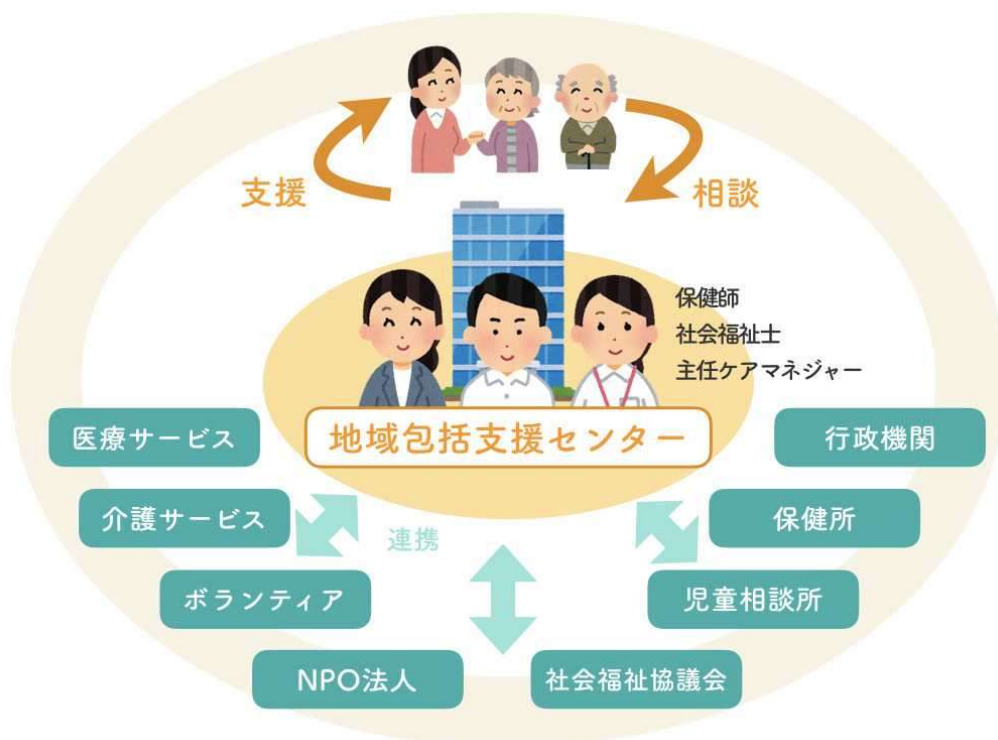 支援
相談
保健師
社会福祉士
主任ケアマネジャー
地域包括支援センター
医療サービス
行政機関
介護サービス
保健所
連携
ボランティア
児童相談所
NPO法人
社会福祉協議会